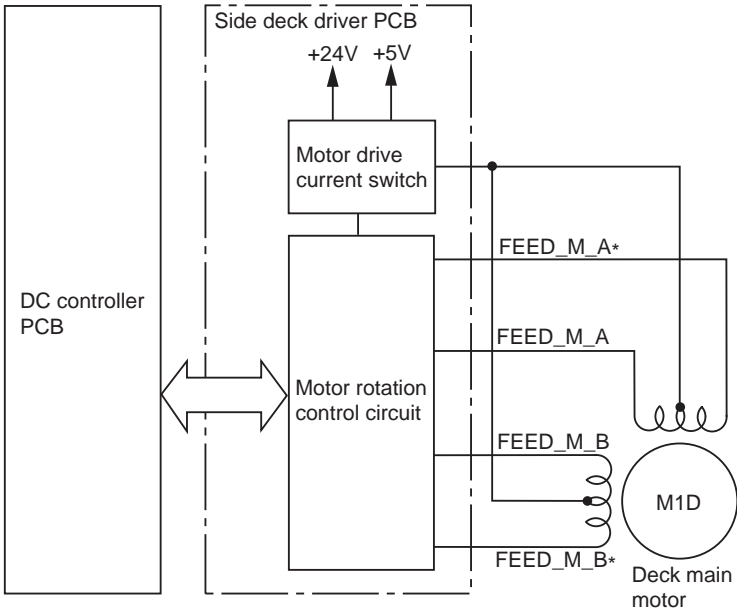 Side deck driver PCB
+24V +5V
Motor drive
current switch
FEED_M_A*
DC controller
PCB
FEED_M_A
Motor rotation
control circuit
FEED_M_B
M1D
FEED_M_B*
Deck main
motor